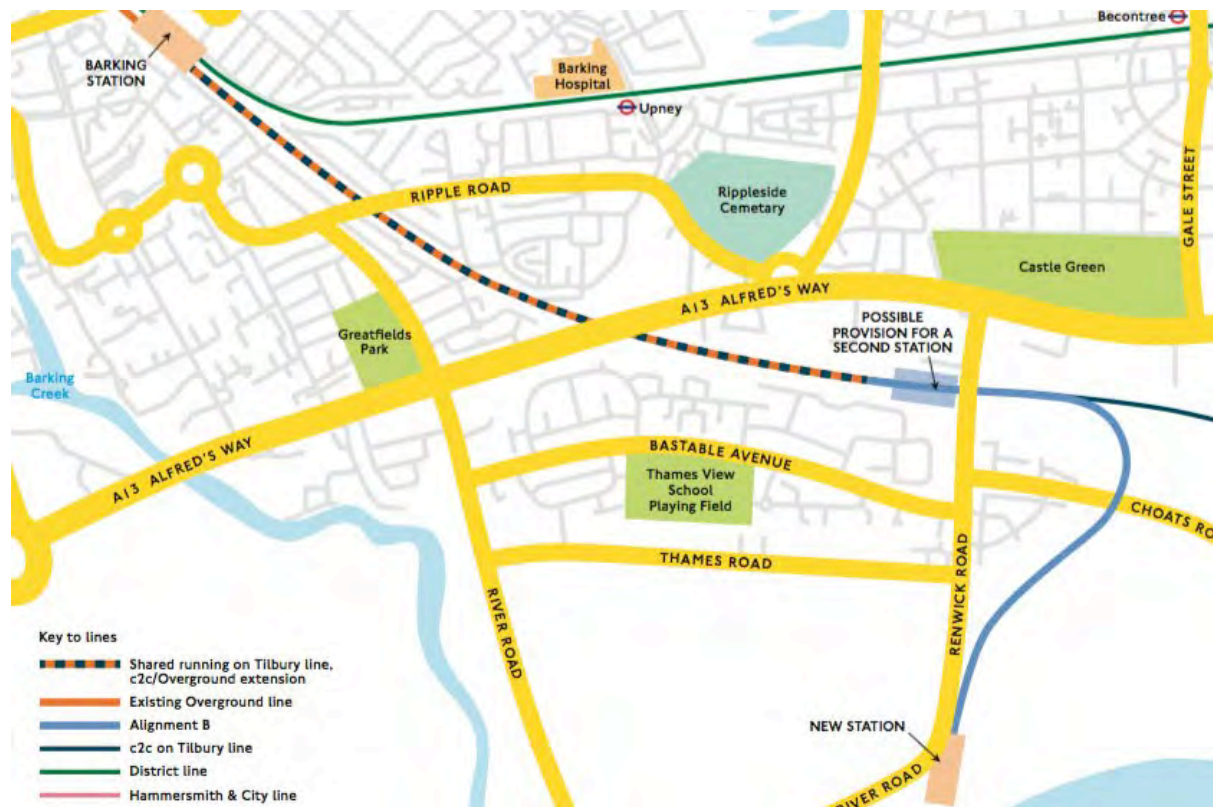 Becontree
BARKING
STATION
Barking
Hospital
Upney
RIPPLE ROAD
Rippleside
Cemetary
GALE STREET
Castle Green
A13 ALFRED'S WAY
POSSIBLE
PROVISION FOR A
SECOND STATION
Greatfields
Park
Barking
Creek
A13 ALFRED'S WAY
BASTABLE AVENUE
Thames View
School
Playing Field
CHOATS RO
THAMES ROAD
RENWICK ROAD
RIVER ROAD
Key to lines
Shared running on Tilbury line,
c2c/Overground extension
Existing Overground line
Alignment B
c2c on Tilbury line
District line
Hammersmith & City line
NEW STATION
RIVER ROAD